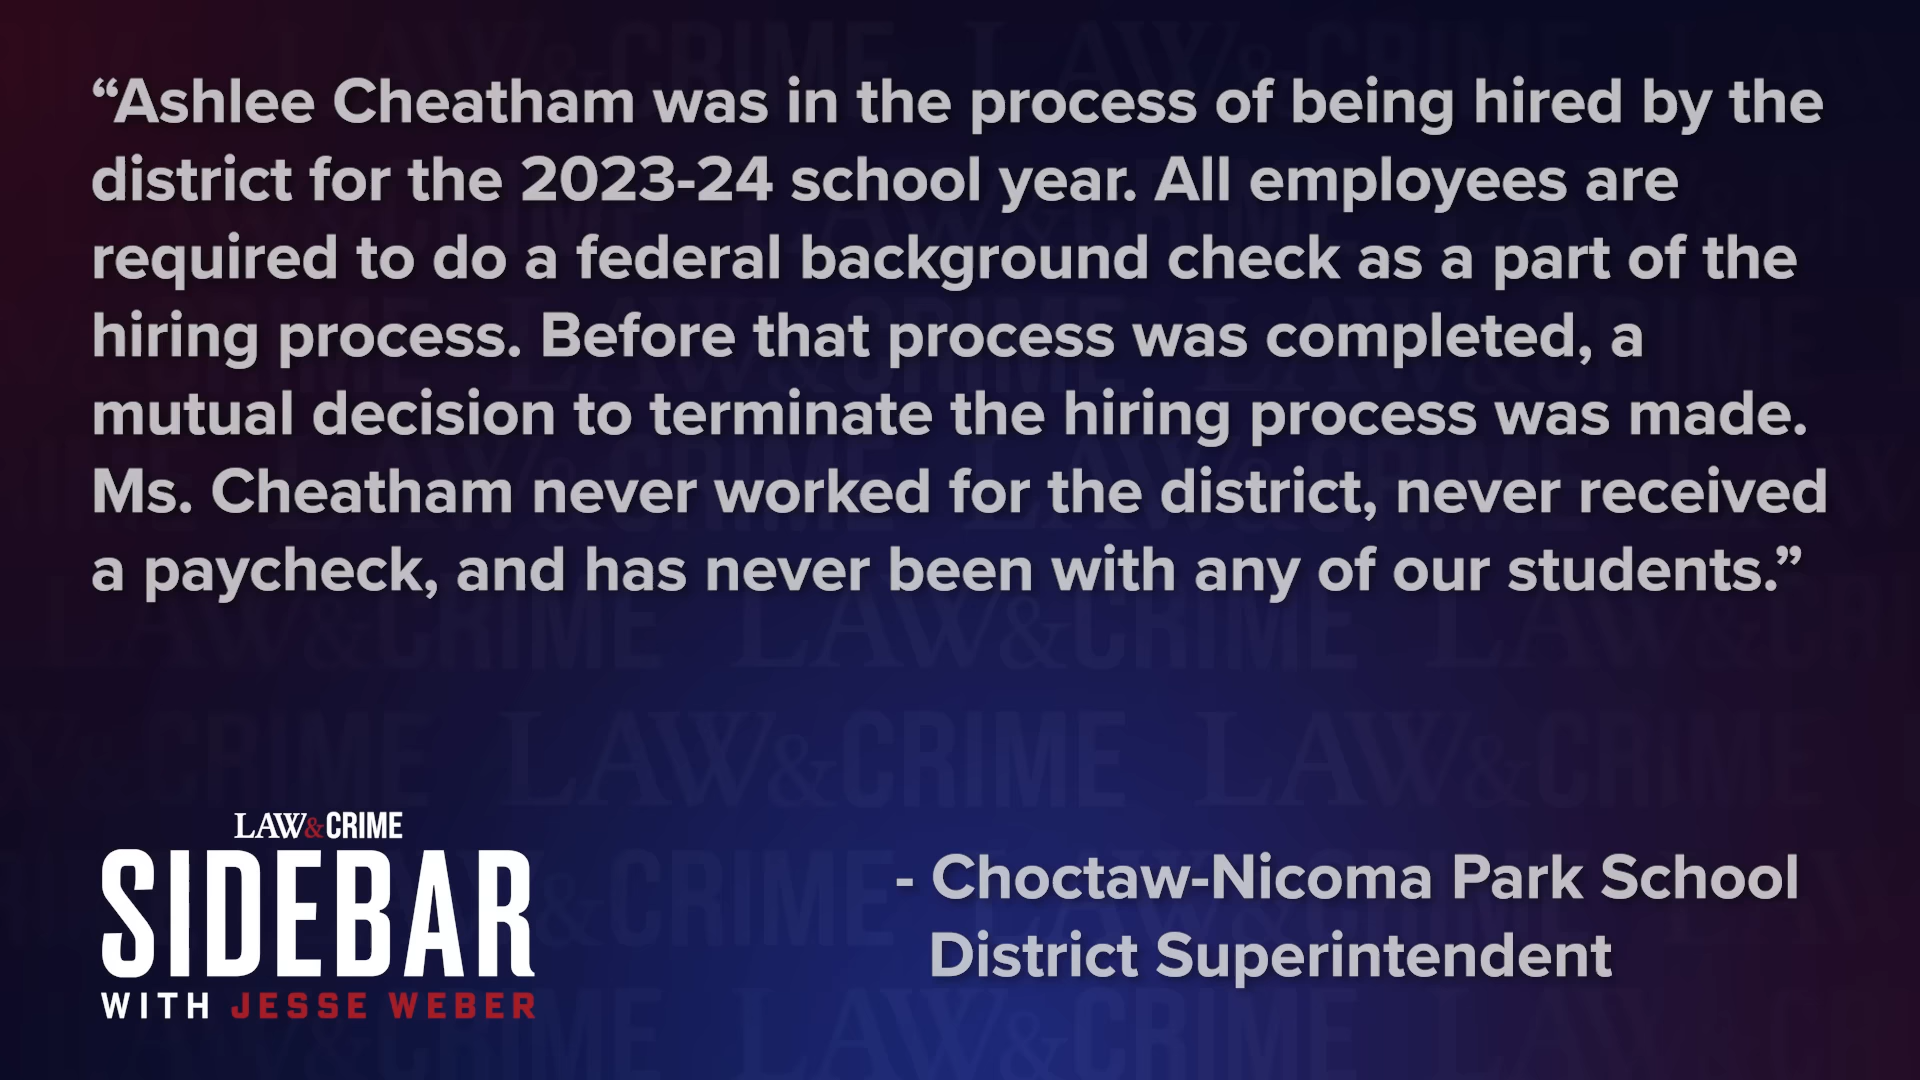 “Ashlee Cheatham was in the process of being hired by the
district for the 2023-24 school year. All employees are
required to do a federal background check as a part of the
hiring process. Before that process was completed, a
mutual decision to terminate the hiring process was made.
Ms. Cheatham never worked for the district, never received
a paycheck, and has never been with any of our students.”
LAW&CRIME
SIDEBAR
WITH JESSE WEBER
- Choctaw-Nicoma Park School
District Superintendent